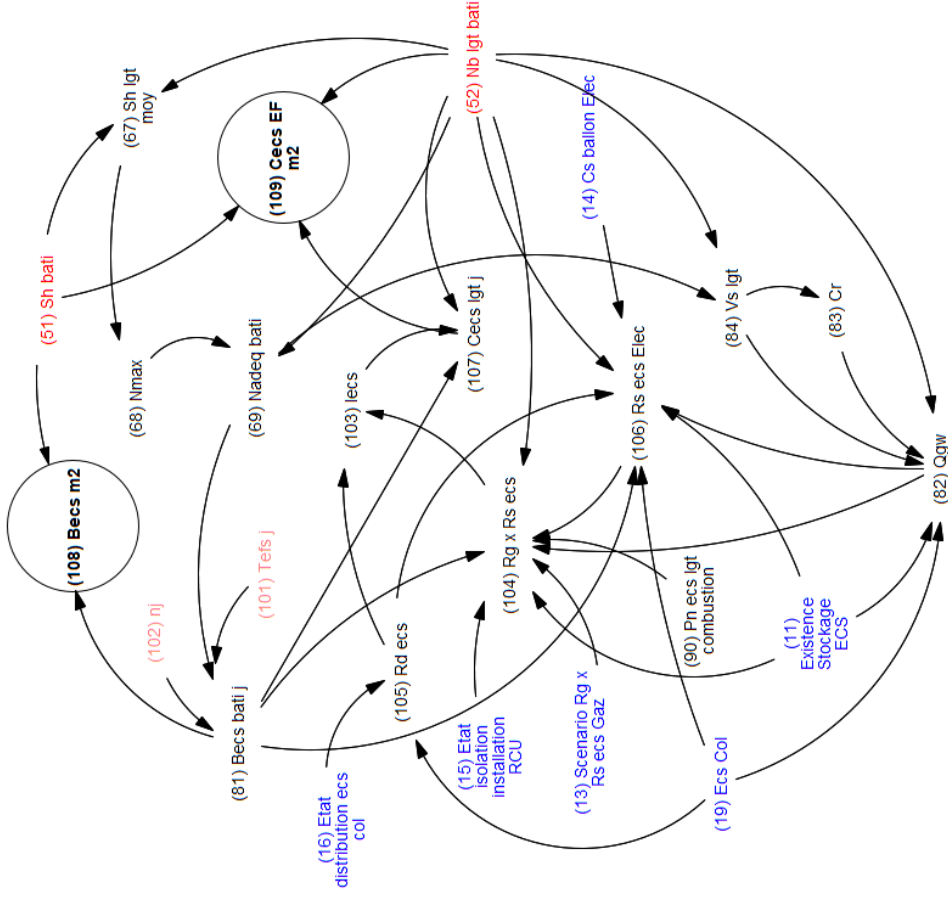 (108) Becs m2
(51) Sh bati
(67) Sh lgt
moy
(109) Cecs EF
m2
(52) Nb lgt bati
(102) nj
(101) Tefs j
(68) Nmax
(69) Nadeq bati
(81) Becs bati j
(103) Iecs
(107) Cecs lgt j
(14) Cs ballon Elec
(16) Etat
distribution ecs
col
(105) Rd ecs
(15) Etat
isolation
installation
RCU
(104) Rg x Rs ecs
(13) Scenario Rg x
Rs ecs Gaz
(106) Rs ecs Elec
(84) Vs lgt
(83) Cr
(90) Pn ecs lgt
combustion
(19) Ecs Col
(11)
Existence
Stockage
ECS
(82) Qgw